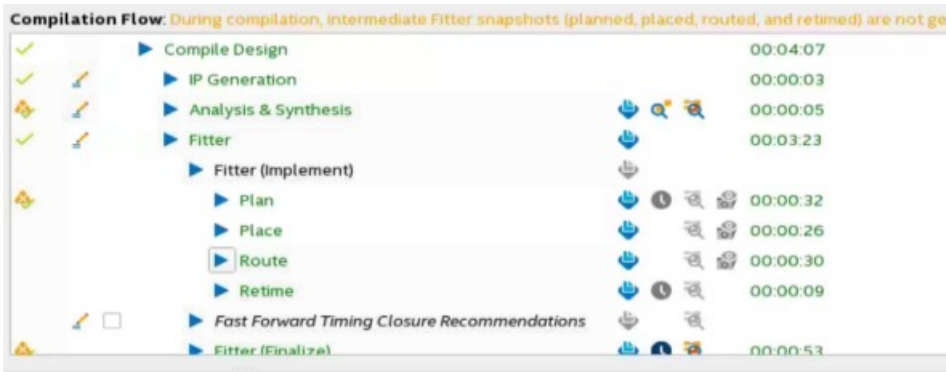 Compilation Flow: During compilation, intermediate Fitter snapshots (planned, placed, routed, and retimed) are not ge
Compile Design 00:04:07
IP Generation 00:00:03
Analysis & Synthesis 00:00:05
Fitter 00:03:23
Fitter (Implement)
Plan 00:00:32
Place 00:00:26
Route 00:00:30
Retime 00:00:09
Fast Forward Timing Closure Recommendations
Fitter (Finalize) 00:00:53